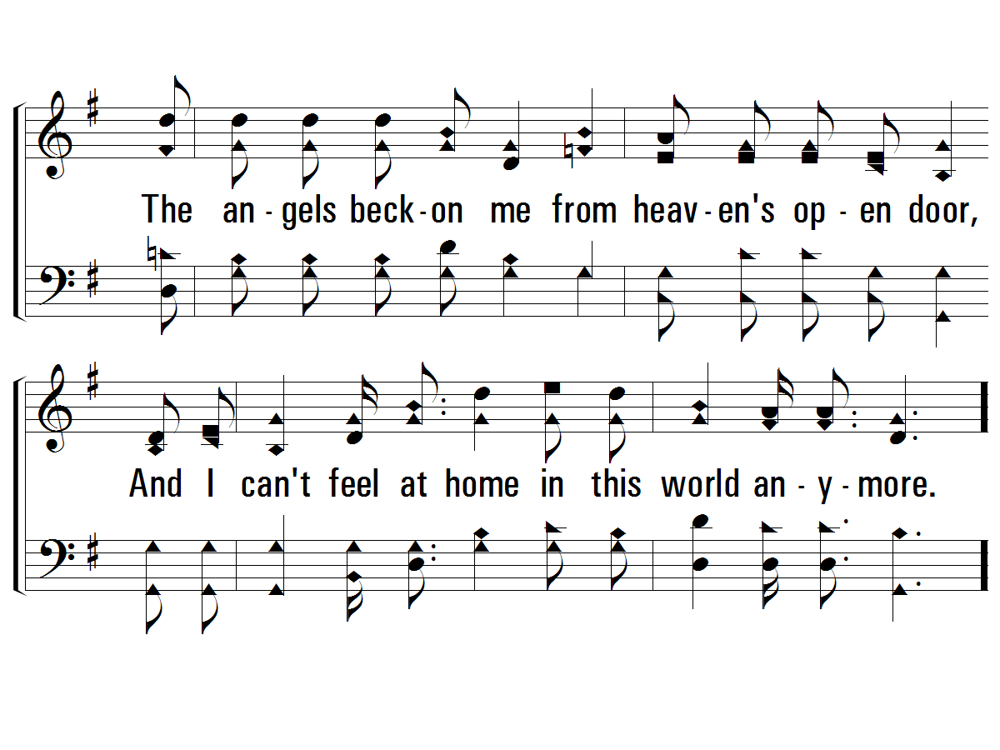 The an-gels beck-on me from heav-en's op-en door,
And I can't feel at home in this world an-y-more.